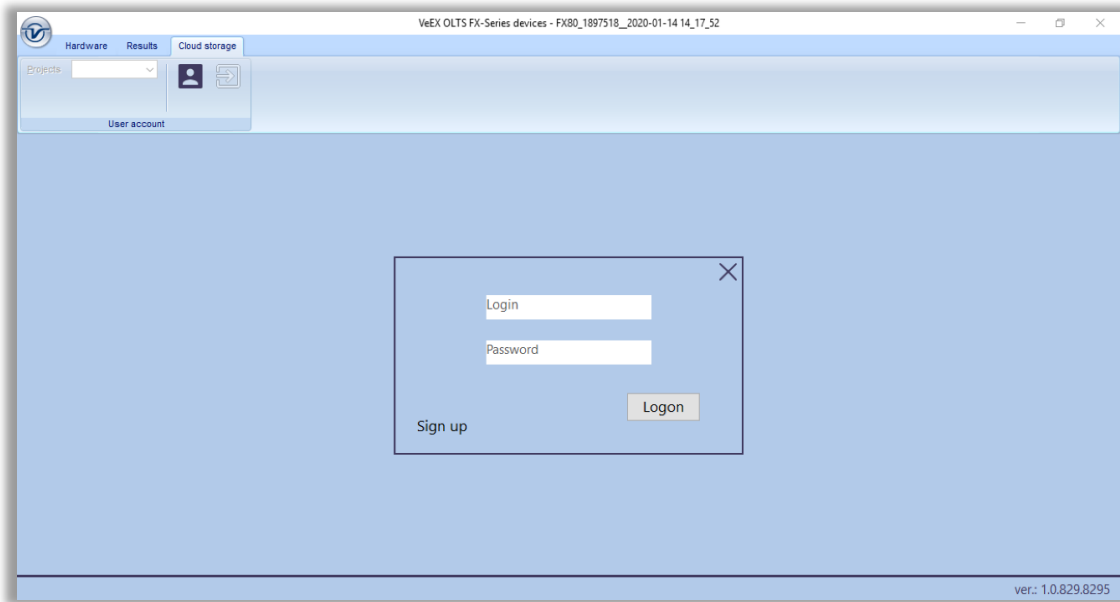 VeEX OLTS FX-Series devices - FX80_1897518__2020-01-14 14_17_52
Hardware Results Cloud storage
Projects
User account
Login
Password
Logon
Sign up
ver.: 1.0.829.8295